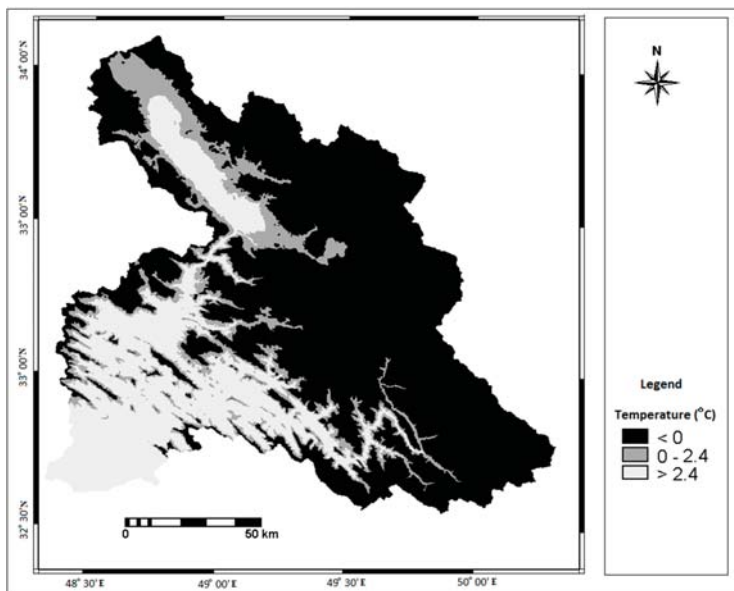 34° 00' N
33° 00' N
33° 00' N
32° 30' N
48° 30' E
49° 00' E
49° 30' E
50° 00' E
0
50 km
N
Legend
Temperature (°C)
< 0
0 - 2.4
> 2.4